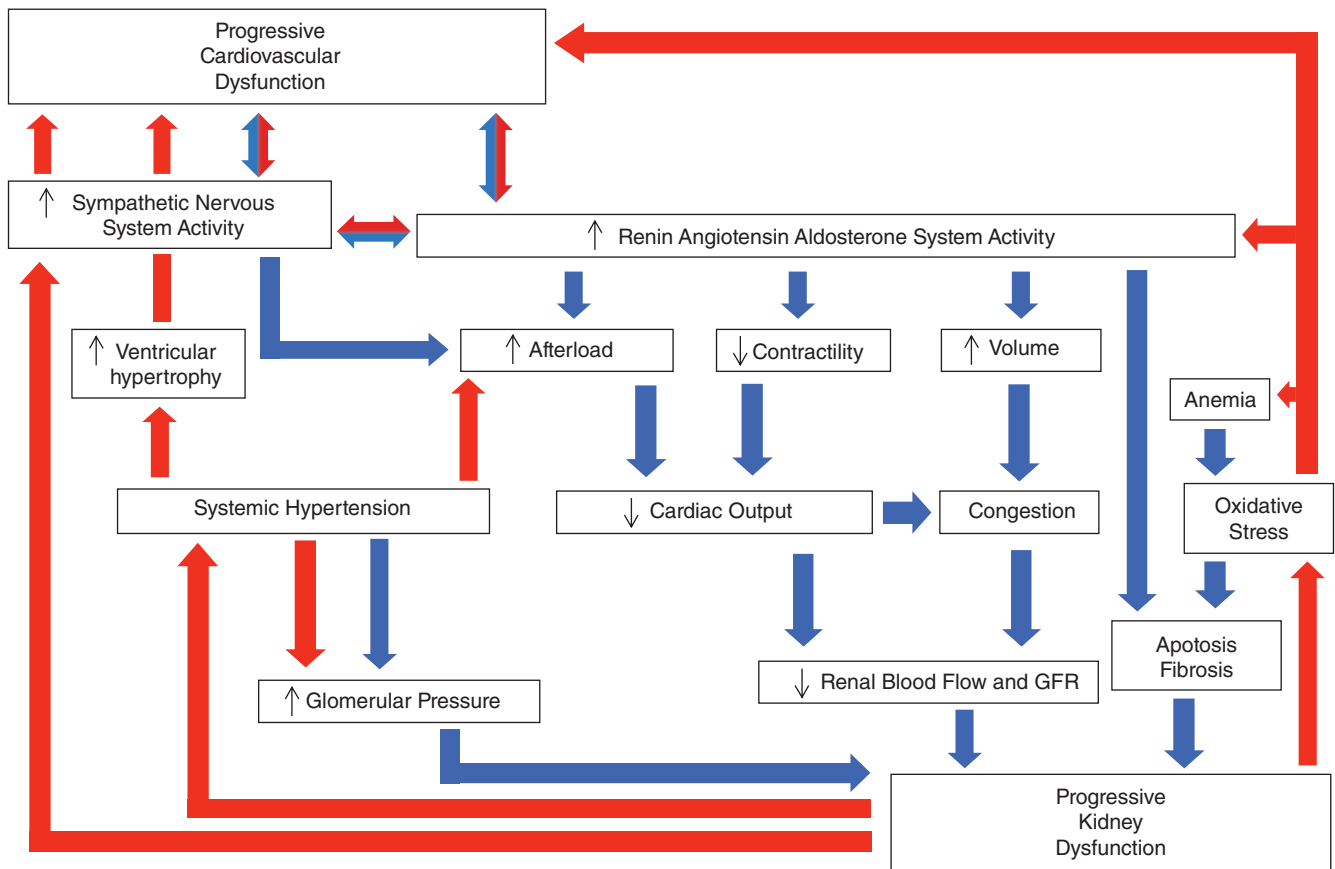 Progressive
Cardiovascular
Dysfunction
↑ Sympathetic Nervous
System Activity
↑ Renin Angiotensin Aldosterone System Activity
↑ Ventricular
hypertrophy
↑ Afterload
↓ Contractility
↑ Volume
Anemia
Systemic Hypertension
↓ Cardiac Output
Congestion
Oxidative
Stress
Apotosis
Fibrosis
↑ Glomerular Pressure
↓ Renal Blood Flow and GFR
Progressive
Kidney
Dysfunction